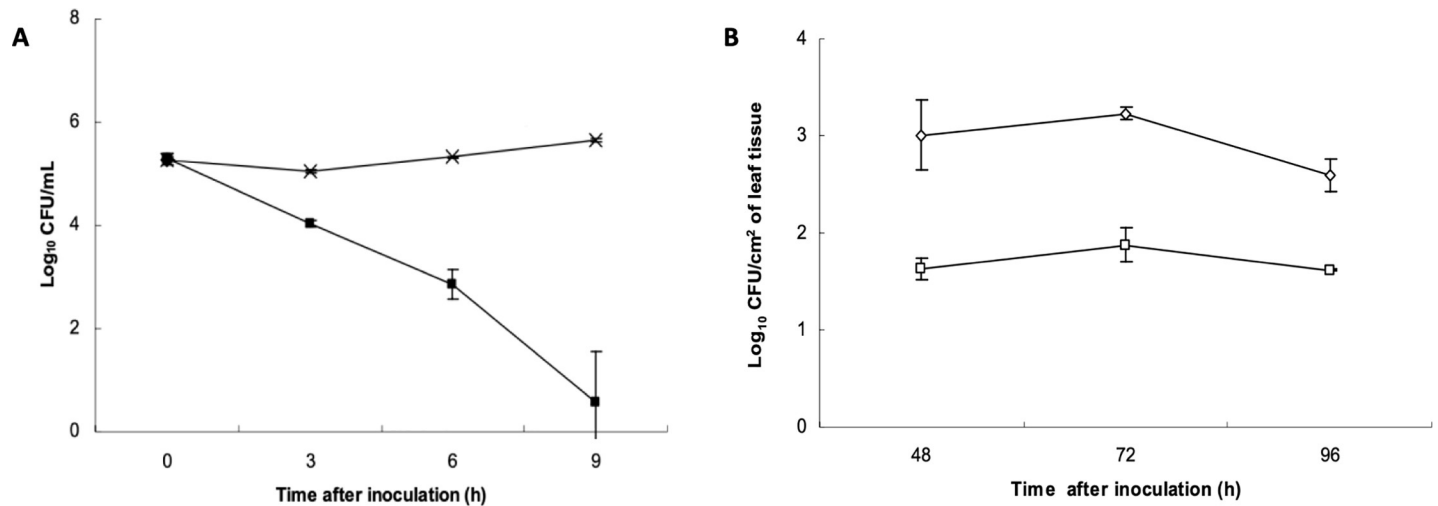 A
Log₁₀ CFU/mL
8
6
4
2
0
0 3 6 9
Time after inoculation (h)
B
Log₁₀ CFU/cm² of leaf tissue
4
3
2
1
0
48 72 96
Time after inoculation (h)